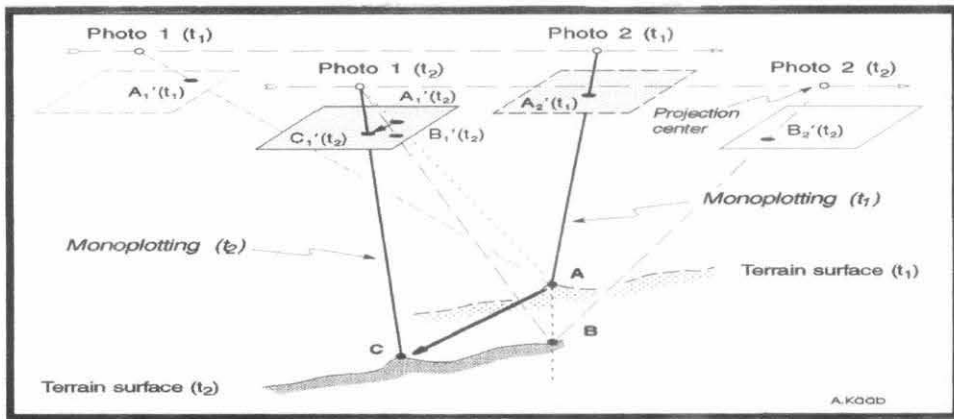 Photo 1 (t₁)
Photo 2 (t₁)
Photo 1 (t₂)
Photo 2 (t₂)
A₁'(t₁)
A₁'(t₂)
A₂'(t₁)
Projection
center
B₂'(t₂)
C₁'(t₂)
B₁'(t₂)
Monoplotting (t₁)
Monoplotting (t₂)
A
Terrain surface (t₁)
B
C
Terrain surface (t₂)
A.Kääb